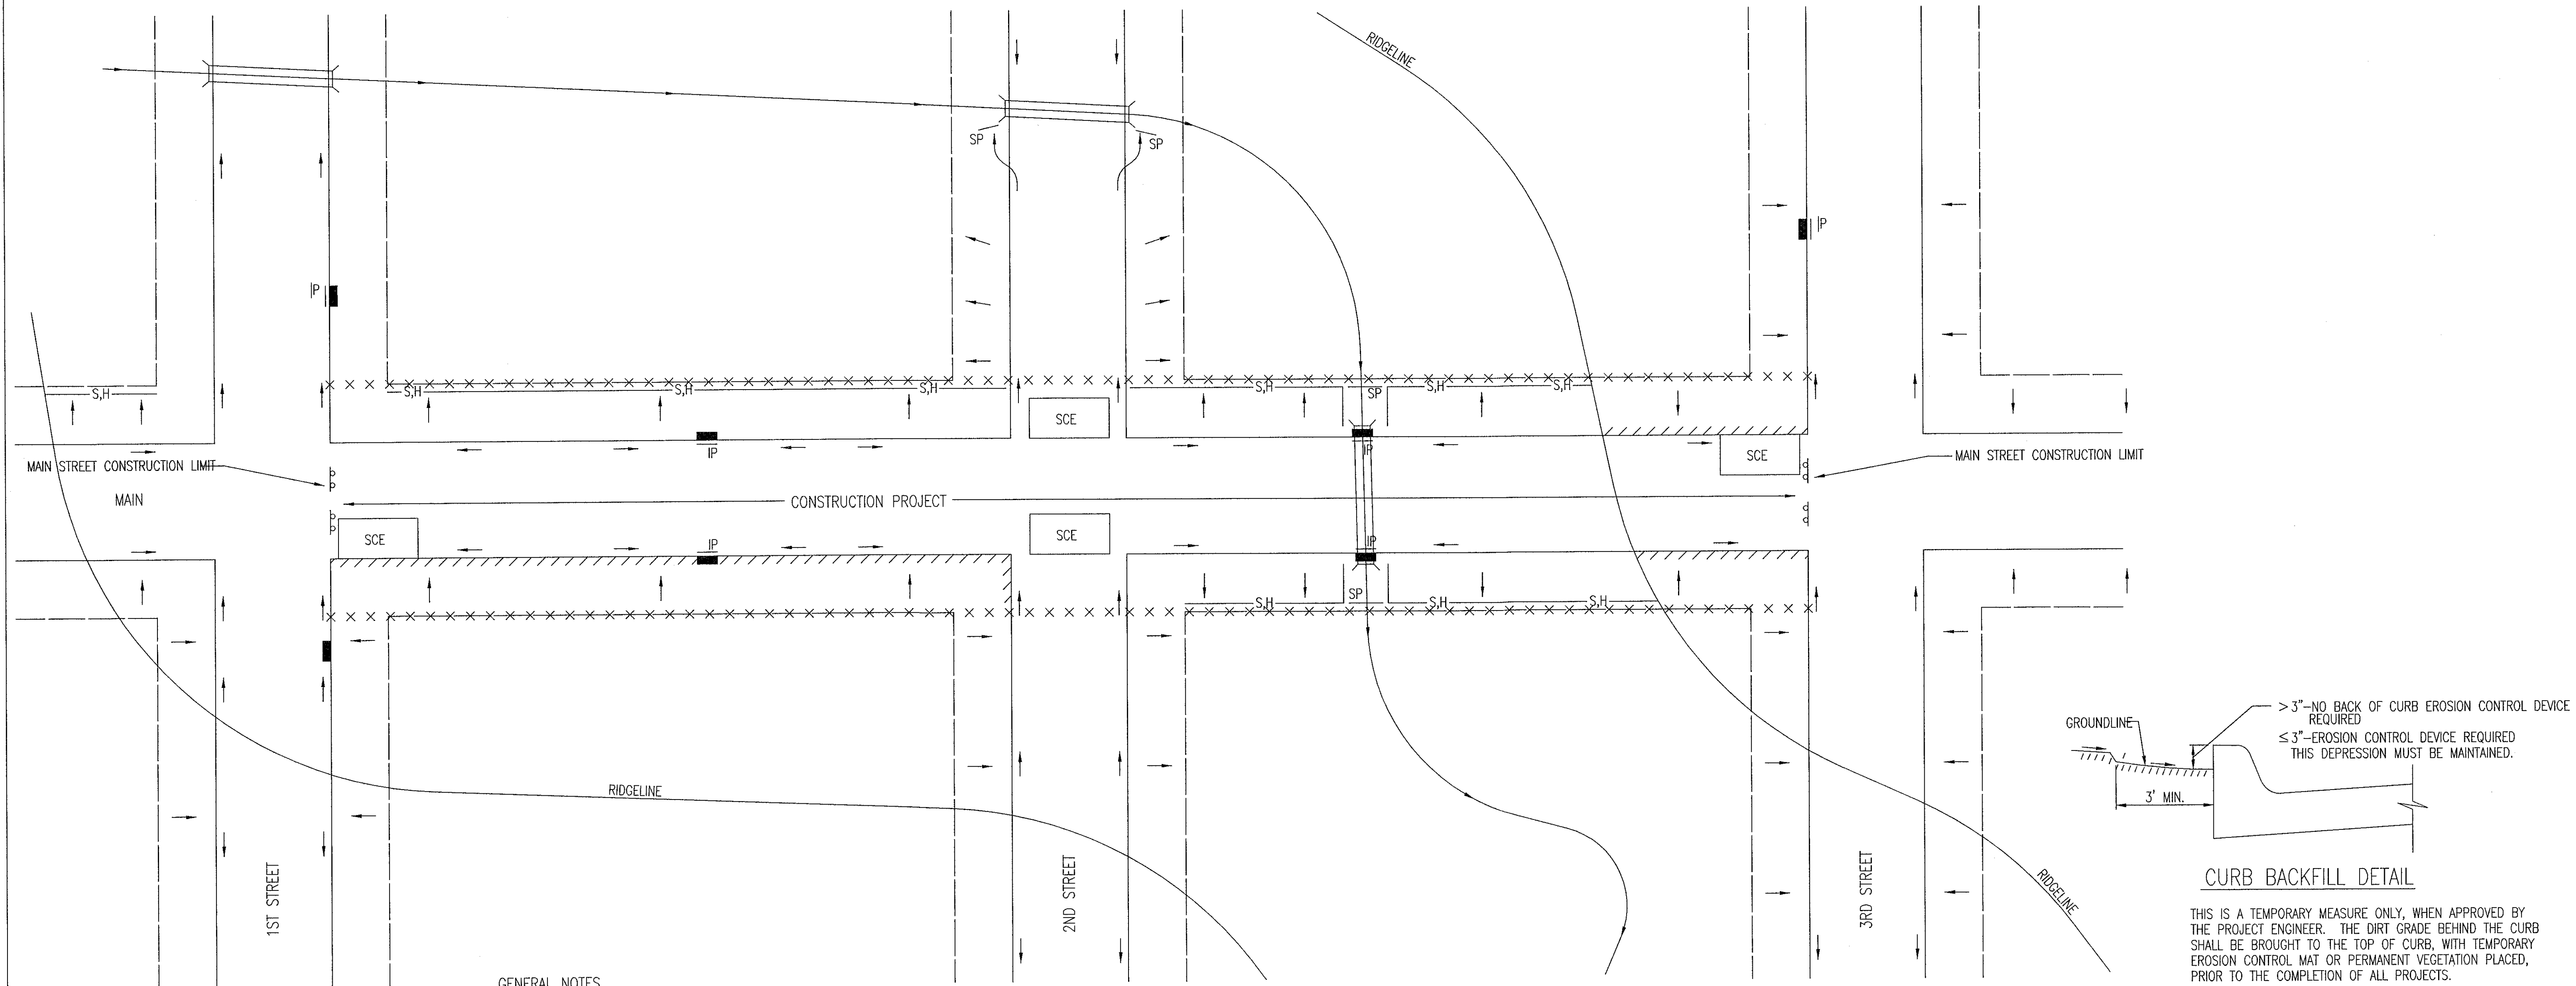 RIDGELINE
SP
SP
IP
IP
S,H
S,H
S,H
S,H
S,H
SP
S,H
S,H
SCE
MAIN STREET CONSTRUCTION LIMIT
IP
IP
SCE
MAIN STREET CONSTRUCTION LIMIT
MAIN
CONSTRUCTION PROJECT
SCE
IP
SCE
IP
S,H
SP
S,H
S,H
RIDGELINE
1ST STREET
2ND STREET
3RD STREET
RIDGELINE
GENERAL NOTES
GROUNDLINE
>3"-NO BACK OF CURB EROSION CONTROL DEVICE
REQUIRED
≤3"-EROSION CONTROL DEVICE REQUIRED
THIS DEPRESSION MUST BE MAINTAINED.
3' MIN.
CURB BACKFILL DETAIL
THIS IS A TEMPORARY MEASURE ONLY, WHEN APPROVED BY
THE PROJECT ENGINEER. THE DIRT GRADE BEHIND THE CURB
SHALL BE BROUGHT TO THE TOP OF CURB, WITH TEMPORARY
EROSION CONTROL MAT OR PERMANENT VEGETATION PLACED,
PRIOR TO THE COMPLETION OF ALL PROJECTS.